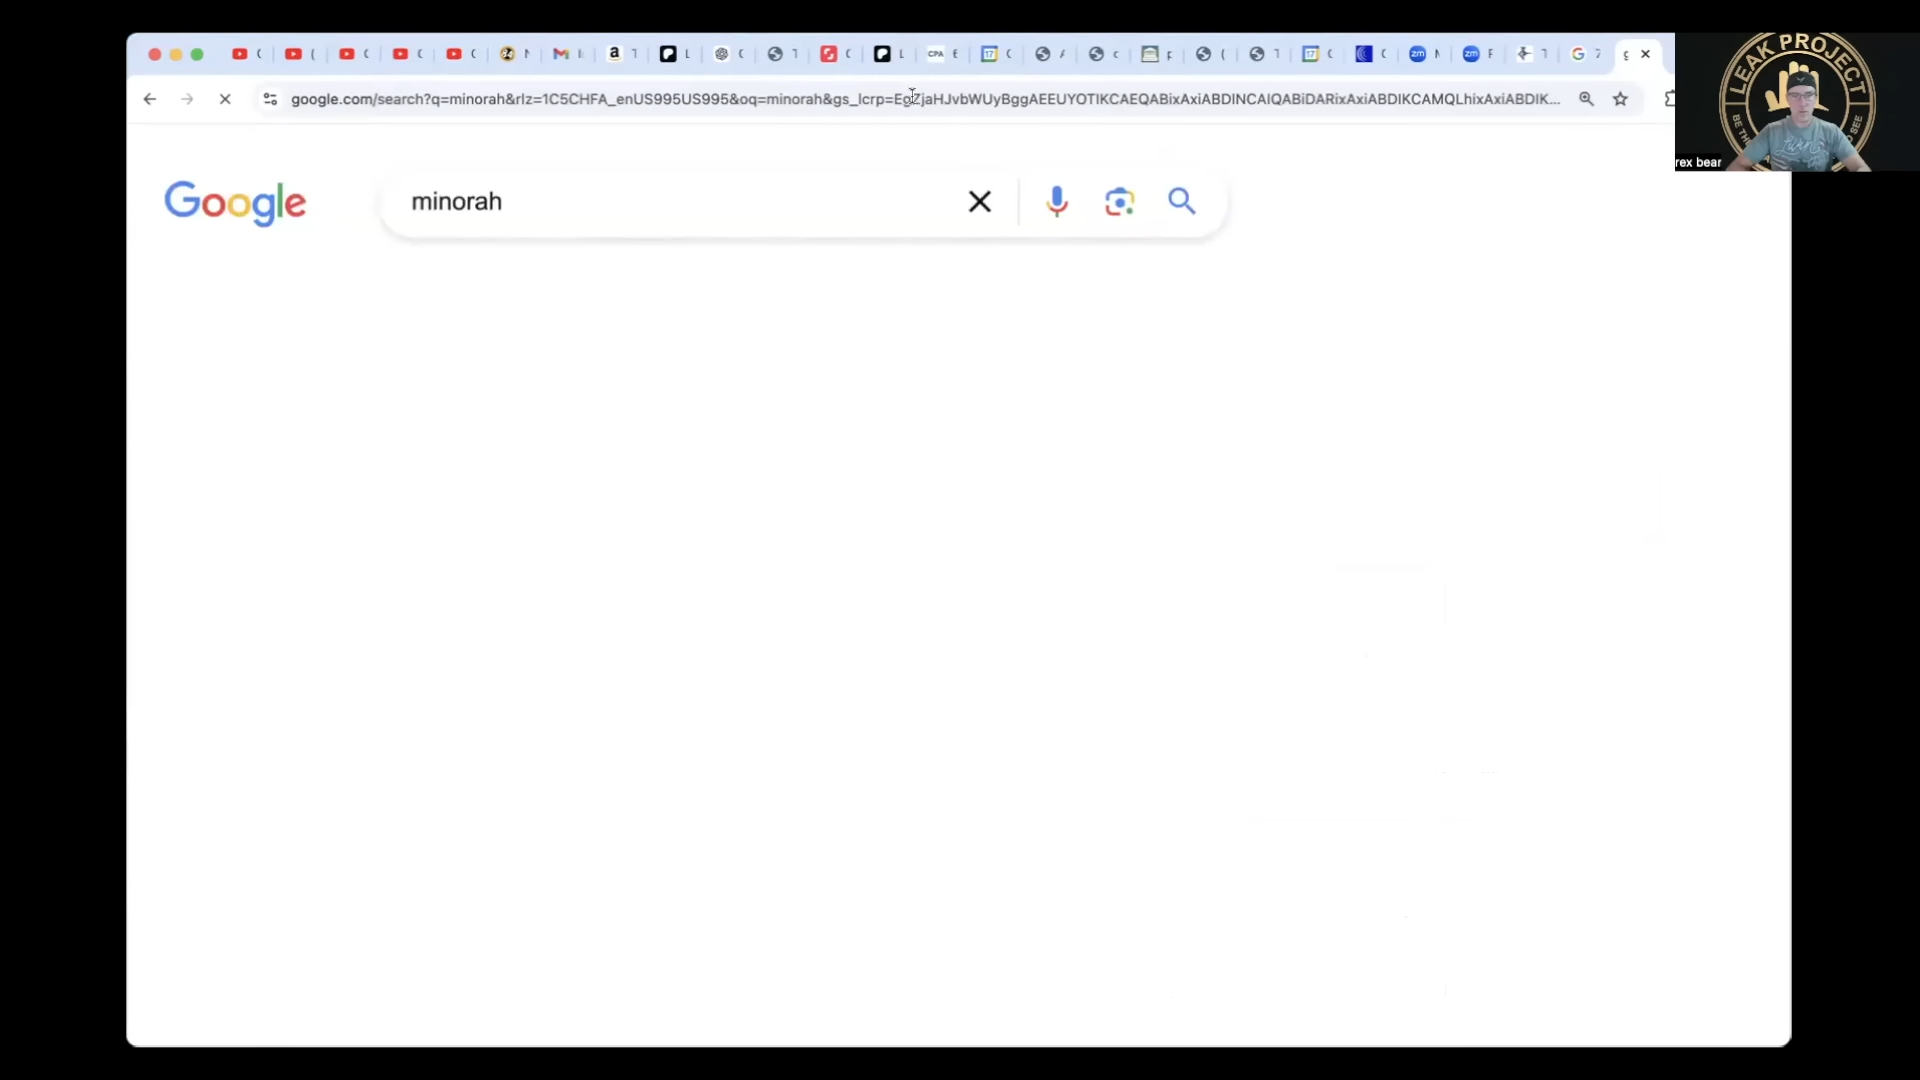 google.com/search?q=minorah&rlz=1C5CHFA_enUS995US995&oq=minorah&gs_lcrp=EgZjaHJvbWUyBggAEEUYOTIKCAEQABixAxiABDINCAIQABiDARixAxiABDIKCAMQLhixAxiABDIK...
LEAK PROJECT
rex bear
Google
minorah